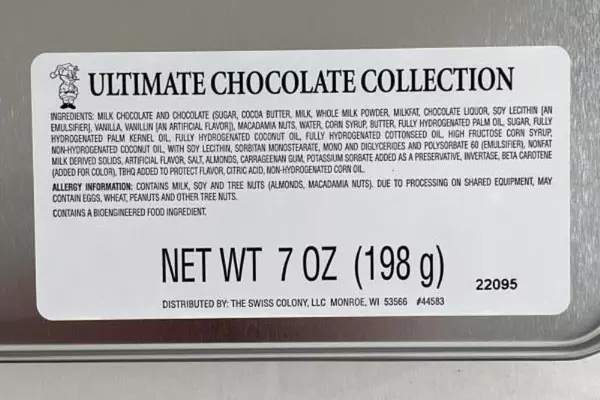 ULTIMATE CHOCOLATE COLLECTION
INGREDIENTS: MILK CHOCOLATE AND CHOCOLATE (SUGAR, COCOA BUTTER, MILK, WHOLE MILK POWDER, MILKFAT, CHOCOLATE LIQUOR, SOY LECITHIN [AN
EMULSIFIER], VANILLA, VANILLIN [AN ARTIFICIAL FLAVOR]), MACADAMIA NUTS, WATER, CORN SYRUP, BUTTER, FULLY HYDROGENATED PALM OIL, SUGAR, FULLY
HYDROGENATED PALM KERNEL OIL, FULLY HYDROGENATED COCONUT OIL, FULLY HYDROGENATED COTTONSEED OIL, HIGH FRUCTOSE CORN SYRUP,
NON-HYDROGENATED COCONUT OIL, WITH SOY LECITHIN, SORBITAN MONOSTEARATE, MONO AND DIGLYCERIDES AND POLYSORBATE 60 (EMULSIFIER), NONFAT
MILK DERIVED SOLIDS, ARTIFICIAL FLAVOR, SALT, ALMONDS, CARRAGEENAN GUM, POTASSIUM SORBATE ADDED AS A PRESERVATIVE, INVERTASE, BETA CAROTENE
(ADDED FOR COLOR), TBHQ ADDED TO PROTECT FLAVOR, CITRIC ACID, NON-HYDROGENATED CORN OIL.
ALLERGY INFORMATION: CONTAINS MILK, SOY AND TREE NUTS (ALMONDS, MACADAMIA NUTS). DUE TO PROCESSING ON SHARED EQUIPMENT, MAY
CONTAIN EGGS, WHEAT, PEANUTS AND OTHER TREE NUTS.
CONTAINS A BIOENGINEERED FOOD INGREDIENT.
NET WT 7 OZ (198 g)
22095
DISTRIBUTED BY: THE SWISS COLONY, LLC MONROE, WI 53566 #44583